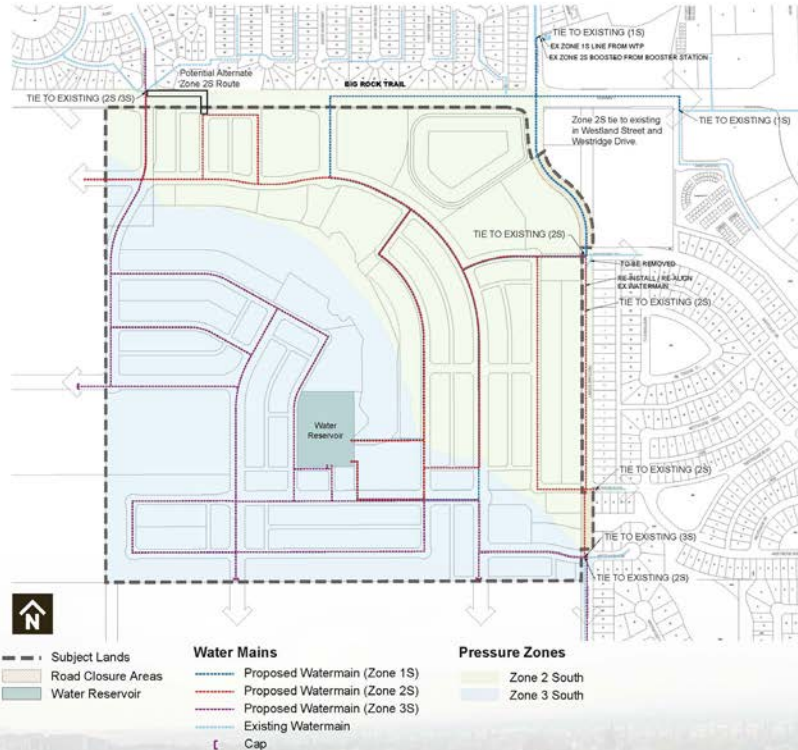 TIE TO EXISTING (1S)
EX ZONE 1S LINE FROM WTP
EX ZONE 2S BOOSTED FROM BOOSTER STATION
Potential Alternate
Zone 2S Route
BIG ROCK TRAIL
TIE TO EXISTING (2S /3S)
TIE TO EXISTING (1S)
Zone 2S tie to existing
in Westland Street and
Westridge Drive.
TIE TO EXISTING (2S)
TO BE REMOVED
RE-INSTALL / RE-ALIGN
EX WATERMAIN
TIE TO EXISTING (2S)
Water
Reservoir
TIE TO EXISTING (2S)
TIE TO EXISTING (3S)
TIE TO EXISTING (2S)
N
Subject Lands
Road Closure Areas
Water Reservoir
Water Mains
Proposed Watermain (Zone 1S)
Proposed Watermain (Zone 2S)
Proposed Watermain (Zone 3S)
Existing Watermain
Cap
Pressure Zones
Zone 2 South
Zone 3 South